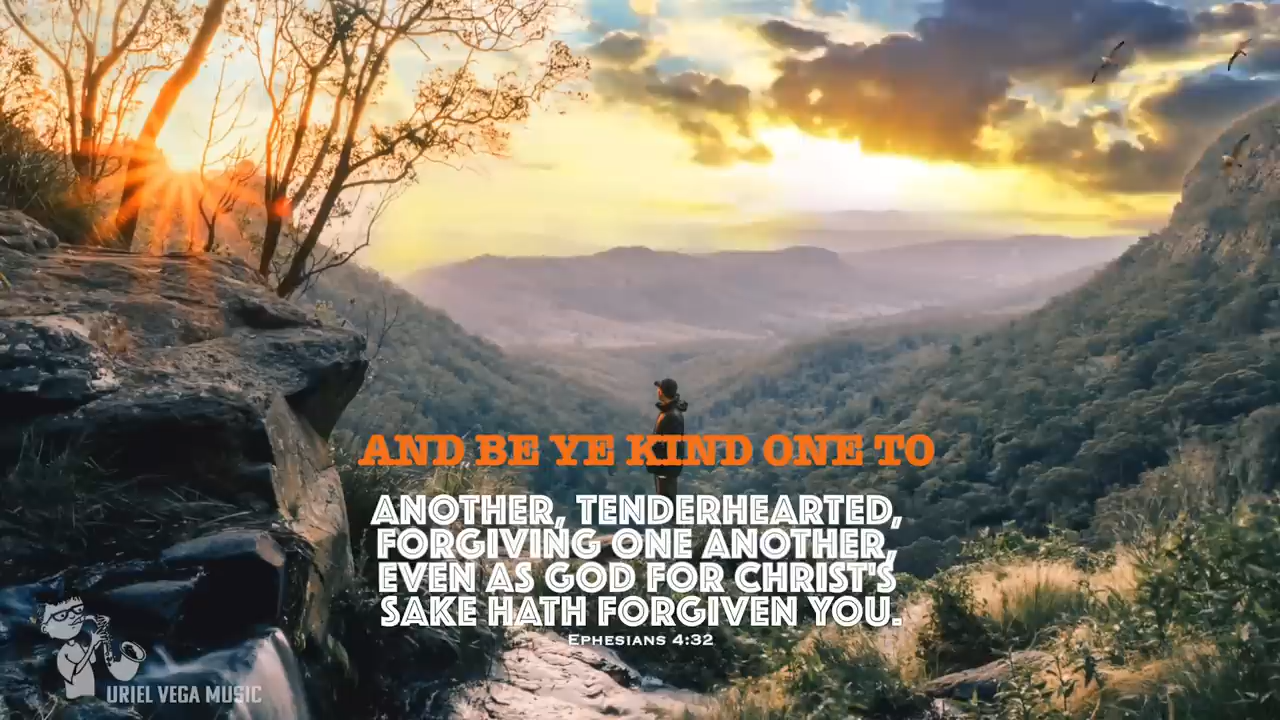 AND BE YE KIND ONE TO
ANOTHER, TENDERHEARTED,
FORGIVING ONE ANOTHER,
EVEN AS GOD FOR CHRIST'S
SAKE HATH FORGIVEN YOU.
EPHESIANS 4:32
URIEL VEGA MUSIC